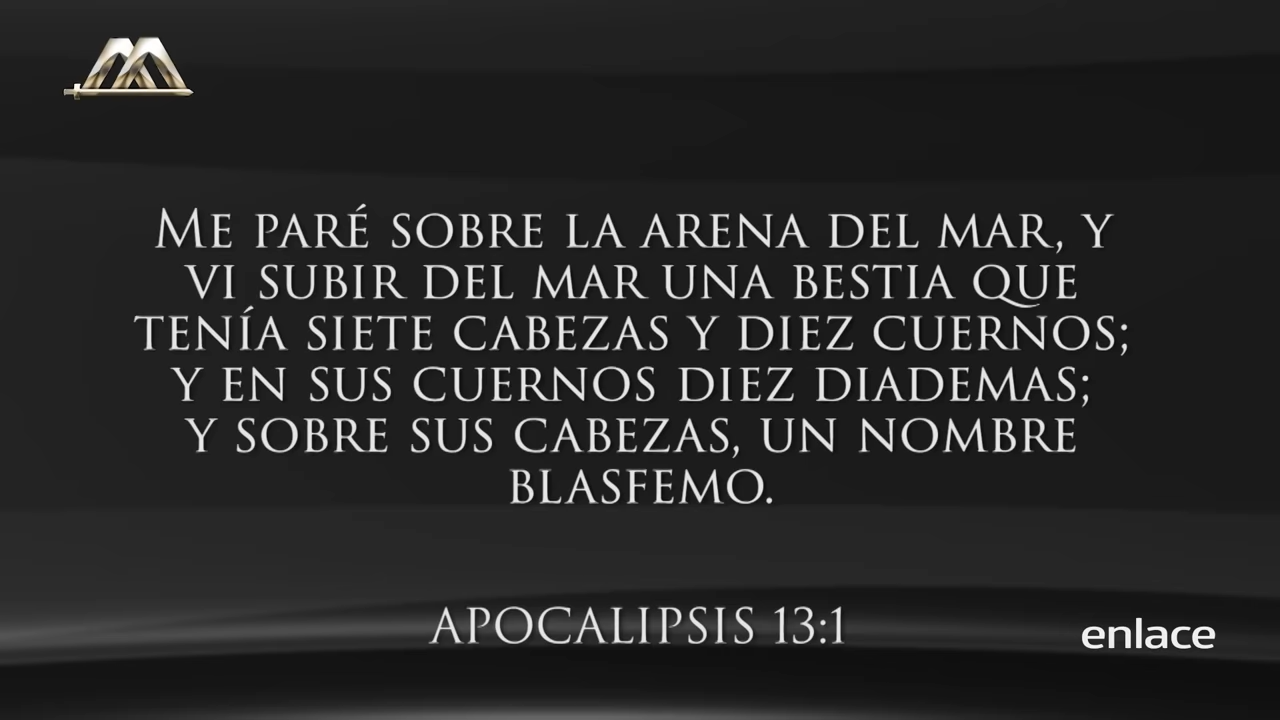 Me paré sobre la arena del mar, y
vi subir del mar una bestia que
tenía siete cabezas y diez cuernos;
y en sus cuernos diez diademas;
y sobre sus cabezas, un nombre
blasfemo.
Apocalipsis 13:1
enlace